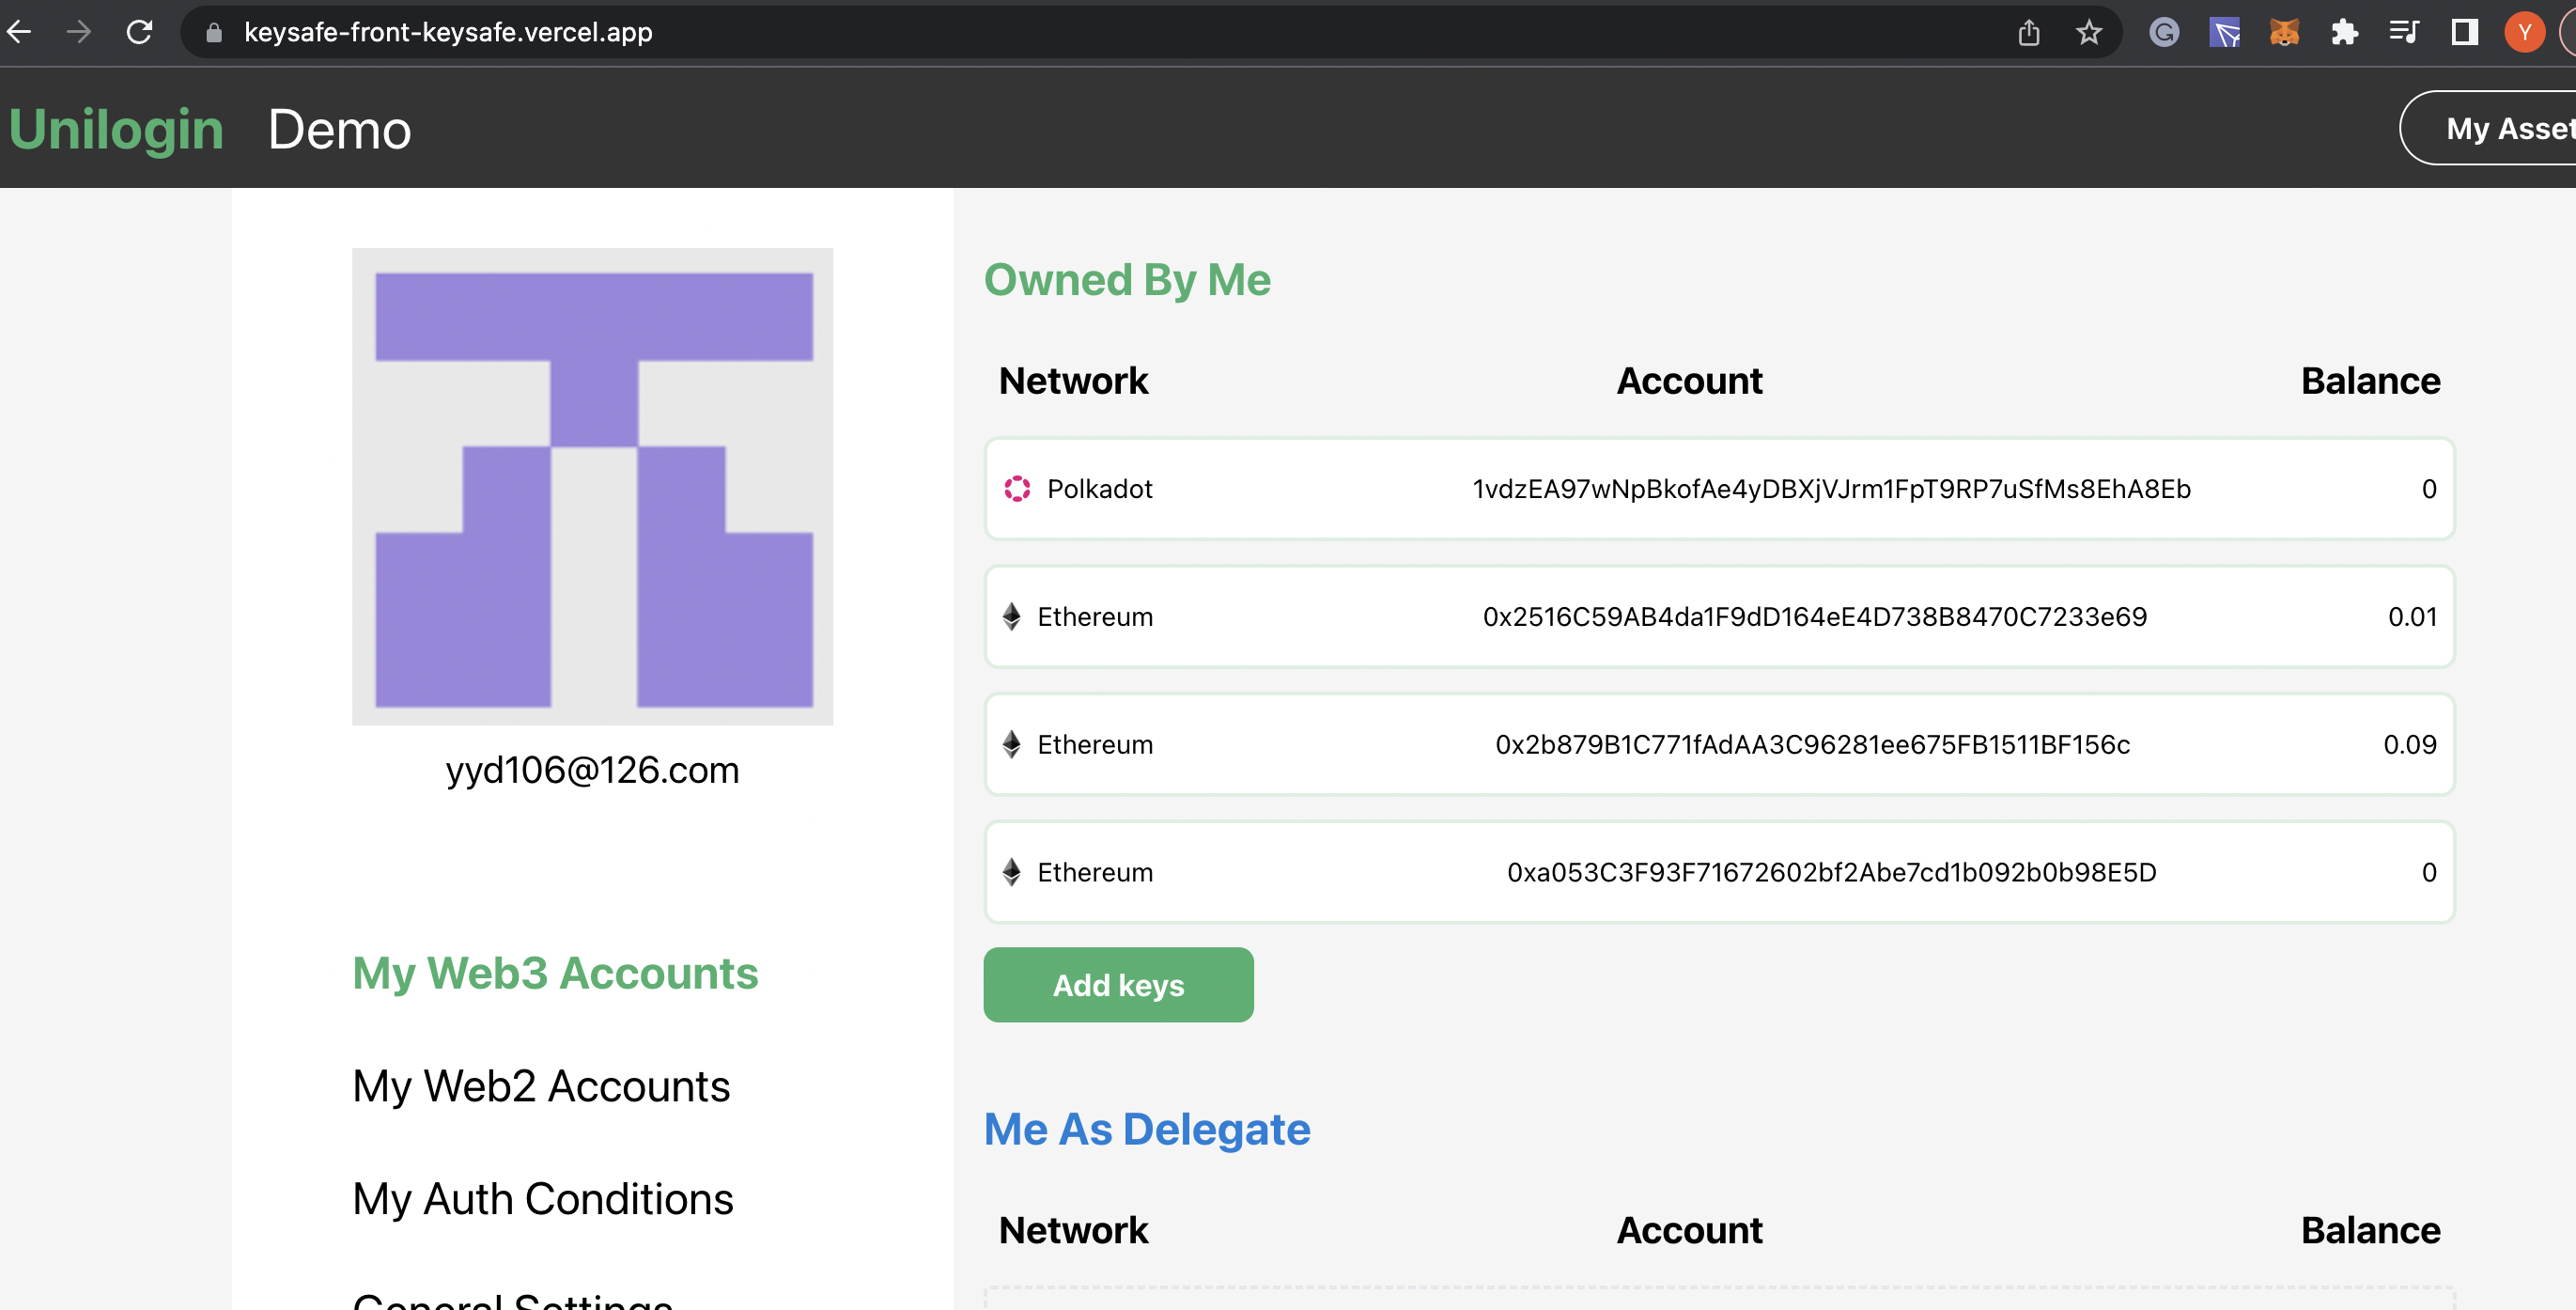 keysafe-front-keysafe.vercel.app
Y
Unilogin Demo
My Asset
yyd106@126.com
My Web3 Accounts
My Web2 Accounts
My Auth Conditions
General Settings
Owned By Me
Network Account Balance
Polkadot 1vdzEA97wNpBkofAe4yDBXjVJrm1FpT9RP7uSfMs8EhA8Eb 0
Ethereum 0x2516C59AB4da1F9dD164eE4D738B8470C7233e69 0.01
Ethereum 0x2b879B1C771fAdAA3C96281ee675FB1511BF156c 0.09
Ethereum 0xa053C3F93F71672602bf2Abe7cd1b092b0b98E5D 0
Add keys
Me As Delegate
Network Account Balance